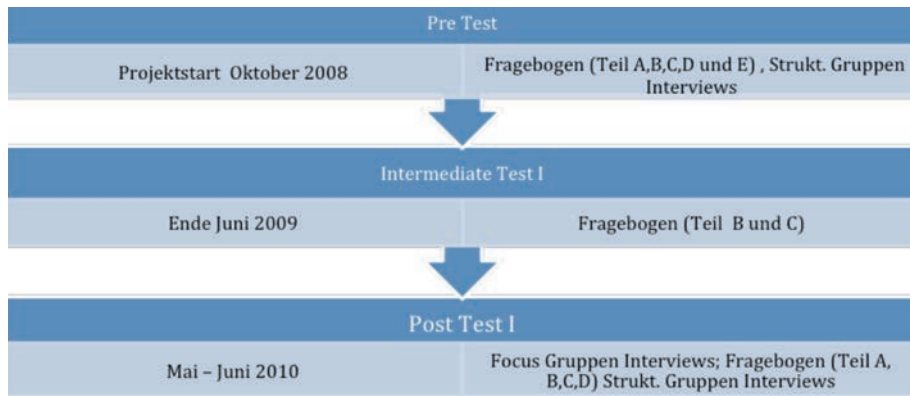 Pre Test
Projektstart Oktober 2008
Fragebogen (Teil A,B,C,D und E) , Strukt. Gruppen
Interviews
Intermediate Test I
Ende Juni 2009
Fragebogen (Teil B und C)
Post Test I
Mai – Juni 2010
Focus Gruppen Interviews; Fragebogen (Teil A,
B,C,D) Strukt. Gruppen Interviews